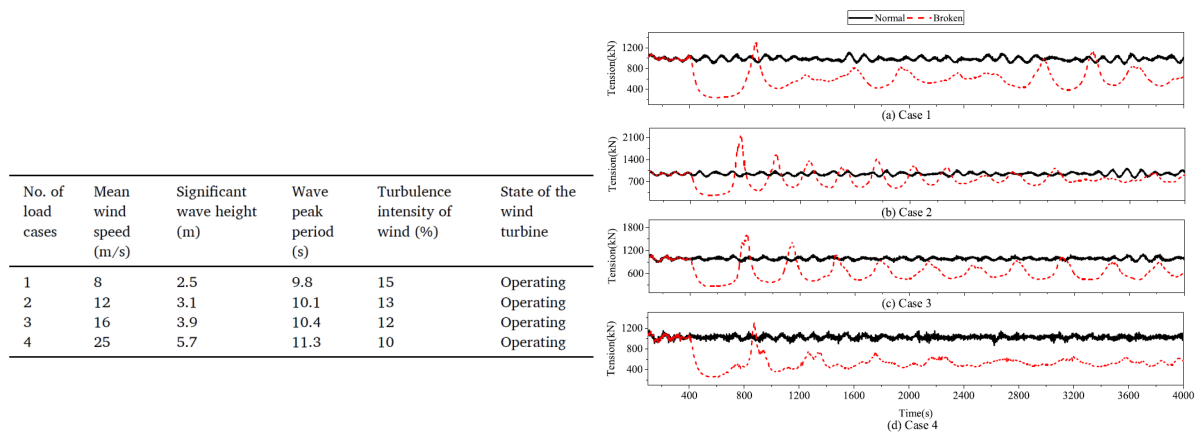 No. of load cases Mean wind speed (m/s) Significant wave height (m) Wave peak period (s) Turbulence intensity of wind (%) State of the wind turbine
1 8 2.5 9.8 15 Operating
2 12 3.1 10.1 13 Operating
3 16 3.9 10.4 12 Operating
4 25 5.7 11.3 10 Operating
Normal Broken
Tension(kN)
1200
800
400
(a) Case 1
Tension(kN)
2100
1400
700
(b) Case 2
Tension(kN)
1800
1200
600
(c) Case 3
Tension(kN)
1200
800
400
400 800 1200 1600 2000 2400 2800 3200 3600 4000
Time(s)
(d) Case 4